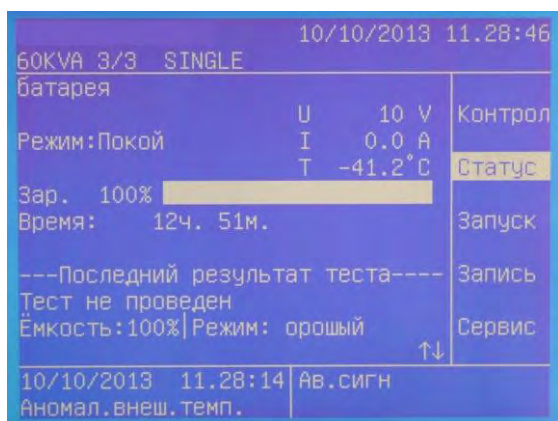 10/10/2013 11.28:46
60KVA 3/3 SINGLE
батарея
U 10 V
Режим:Покой I 0.0 A
T -41.2°C
Зар. 100%
Время: 12ч. 51м.
---Последний результат теста----
Тест не проведен
Ёмкость:100%|Режим: орошый
↑↓
Контрол
Статус
Запуск
Запись
Сервис
10/10/2013 11.28:14 Ав.сигн
Аномал.внеш.темп.